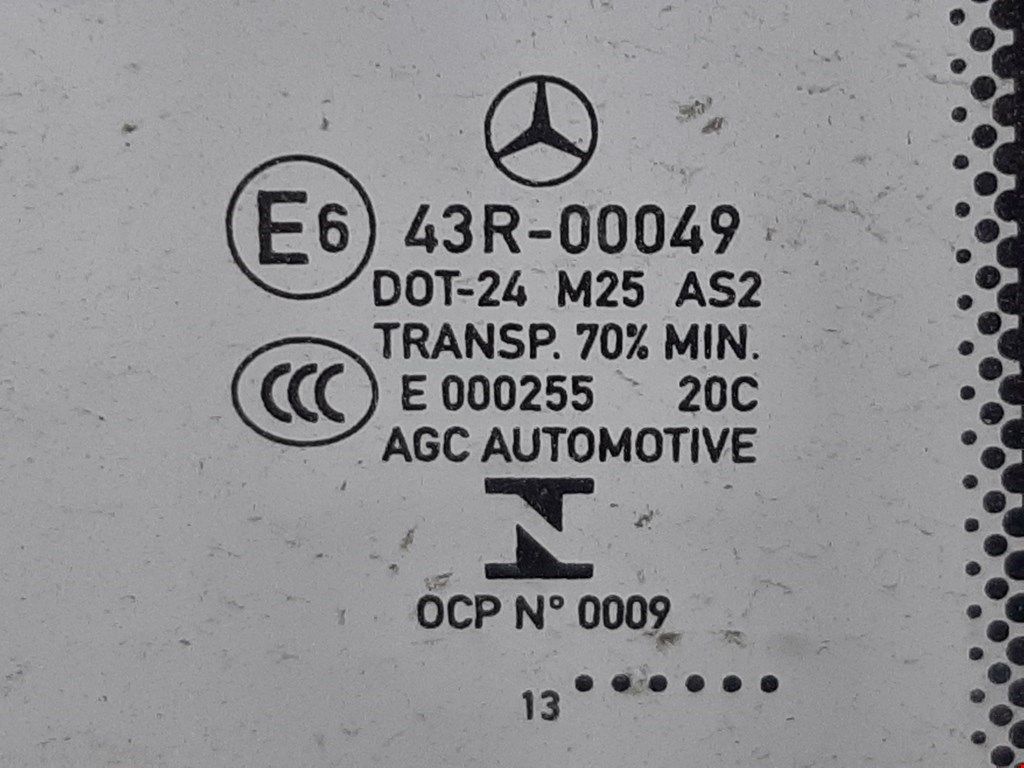 E6 43R-00049
DOT-24 M25 AS2
TRANSP. 70% MIN.
CCC E 000255 20C
AGC AUTOMOTIVE
OCP N° 0009
13